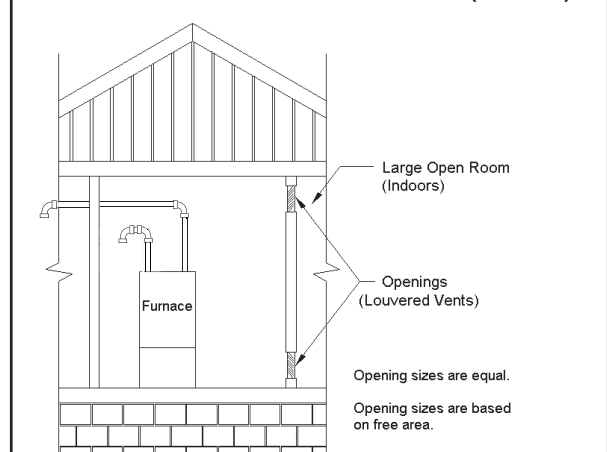 Large Open Room
(Indoors)
Furnace
Openings
(Louvered Vents)
Opening sizes are equal.
Opening sizes are based
on free area.